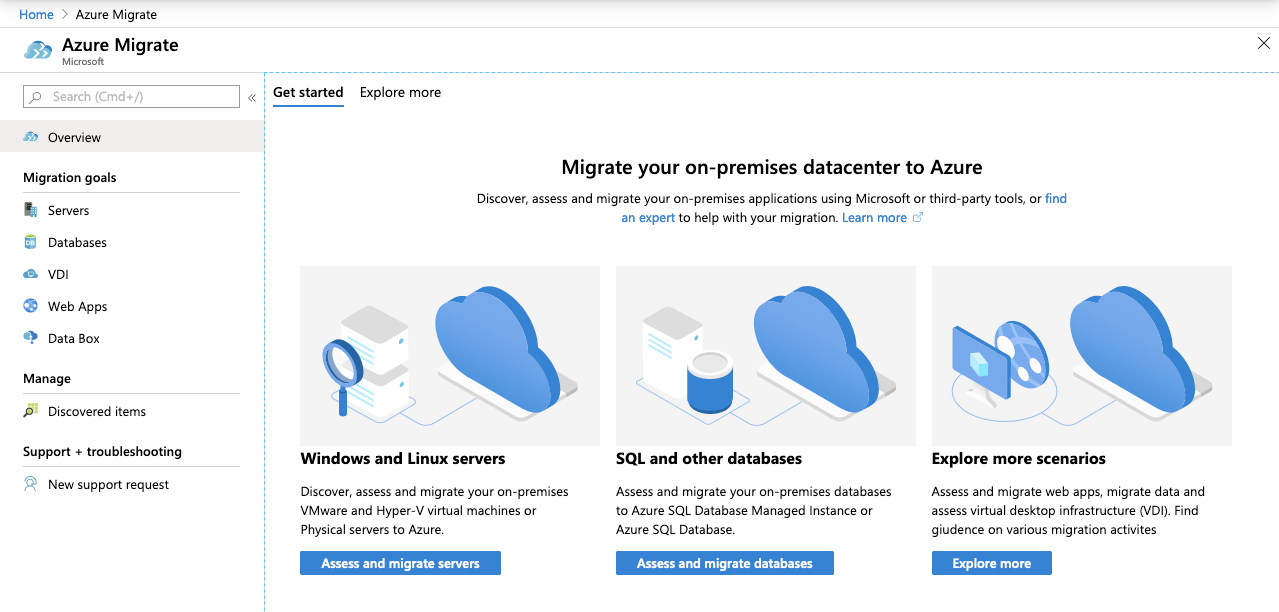 Home > Azure Migrate
Azure Migrate
Microsoft
Search (Cmd+/)
«
Overview
Migration goals
Servers
Databases
VDI
Web Apps
Data Box
Manage
Discovered items
Support + troubleshooting
New support request
Get started Explore more
Migrate your on-premises datacenter to Azure
Discover, assess and migrate your on-premises applications using Microsoft or third-party tools, or find
an expert to help with your migration. Learn more
Windows and Linux servers
Discover, assess and migrate your on-premises
VMware and Hyper-V virtual machines or
Physical servers to Azure.
Assess and migrate servers
SQL and other databases
Assess and migrate your on-premises databases
to Azure SQL Database Managed Instance or
Azure SQL Database.
Assess and migrate databases
Explore more scenarios
Assess and migrate web apps, migrate data and
assess virtual desktop infrastructure (VDI). Find
giudence on various migration activites
Explore more